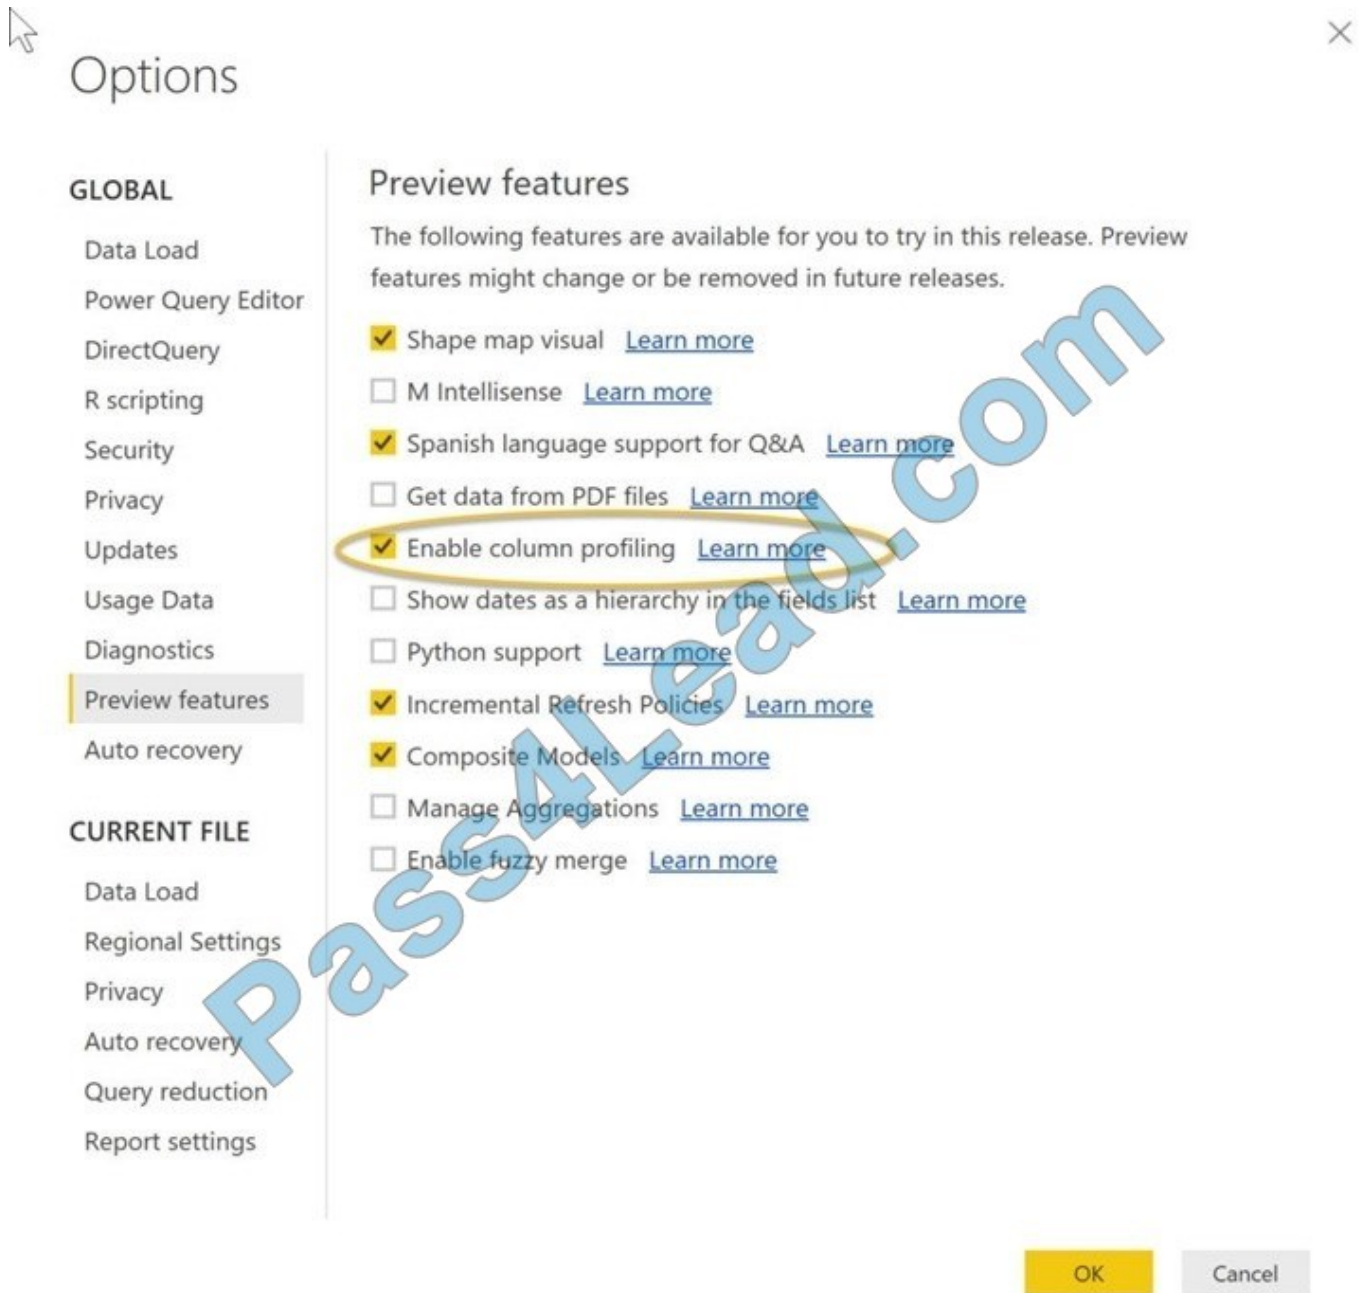 Options
GLOBAL
Data Load
Power Query Editor
DirectQuery
R scripting
Security
Privacy
Updates
Usage Data
Diagnostics
Preview features
Auto recovery
CURRENT FILE
Data Load
Regional Settings
Privacy
Auto recovery
Query reduction
Report settings
Preview features
The following features are available for you to try in this release. Preview
features might change or be removed in future releases.
Shape map visual Learn more
M Intellisense Learn more
Spanish language support for Q&A Learn more
Get data from PDF files Learn more
Enable column profiling Learn more
Show dates as a hierarchy in the fields list Learn more
Python support Learn more
Incremental Refresh Policies Learn more
Composite Models Learn more
Manage Aggregations Learn more
Enable fuzzy merge Learn more
Pass4Lead.com
OK Cancel